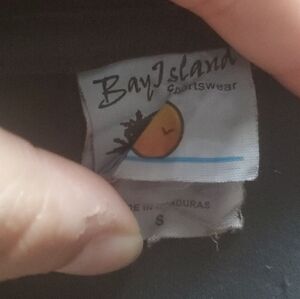 Bay Island
Sportswear
DE IN HONDURAS
S